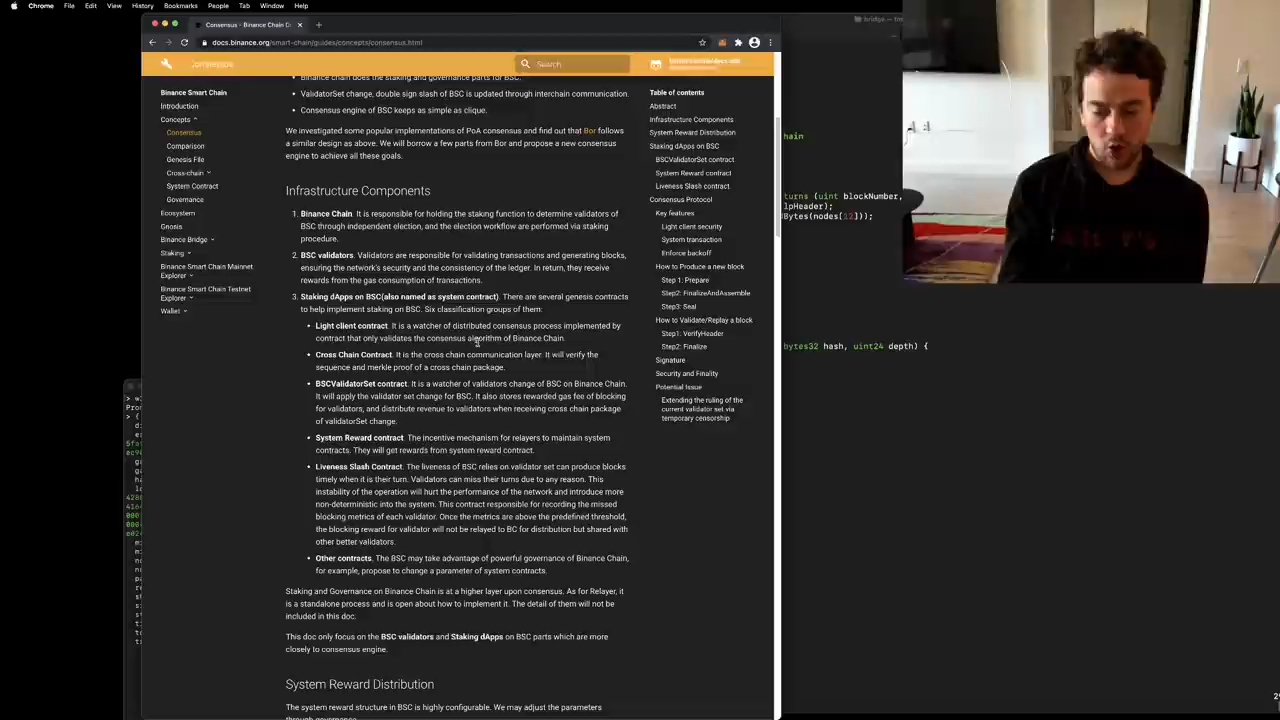 History Bookmarks People Tab Window Help
File Edit View
Consensus - Binance Chain D
bridge.
docs.binance.org/smart-chain/guides/concepts/consensus.html
Consensus
Search
Binance chain does the staking and governance parts for BSC.
ValidatorSet change, double sign slash of BSC is updated through interchain communication.
Consensus engine of BSC keeps as simple as clique.
We investigated some popular implementations of PoA consensus and find out that Bor follows
a similar design as above. We will borrow a few parts from Bor and propose a new consensus
engine to achieve all these goals.
Infrastructure Components
1. Binance Chain. It is responsible for holding the staking function to determine validators of
BSC through independent election, and the election workflow are performed via staking
procedure.
2. BSC validators. Validators are responsible for validating transactions and generating blocks,
ensuring the network's security and the consistency of the ledger. In return, they receive
rewards from the gas consumption of transactions.
3. Staking dApps on BSC(also named as system contract). There are several genesis contracts
to help implement staking on BSC. Six classification groups of them:
Light client contract. It is a watcher of distributed consensus process implemented by
contract that only validates the consensus algorithm of Binance Chain.
Cross Chain Contract. It is the cross chain communication layer. It will verify the
sequence and merkle proof of a cross chain package.
BSCValidatorSet contract. It is a watcher of validators change of BSC on Binance Chain.
It will apply the validator set change for BSC. It also stores rewarded gas fee of blocking
for validators, and distribute revenue to validators when receiving cross chain package
of validatorSet change.
System Reward contract. The incentive mechanism for relayers to maintain system
contracts. They will get rewards from system reward contract.
Liveness Slash Contract. The liveness of BSC relies on validator set can produce blocks
timely when it is their turn. Validators can miss their turns due to any reason. This
instability of the operation will hurt the performance of the network and introduce more
non-deterministic into the system. This contract responsible for recording the missed
blocking metrics of each validator. Once the metrics are above the predefined threshold,
the blocking reward for validator will not be relayed to BC for distribution but shared with
other better validators.
Other contracts. The BSC may take advantage of powerful governance of Binance Chain,
for example, propose to change a parameter of system contracts.
Staking and Governance on Binance Chain is at a higher layer upon consensus. As for Relayer, it
is a standalone process and is open about how to implement it. The detail of them will not be
included in this doc.
This doc only focus on the BSC validators and Staking dApps on BSC parts which are more
closely to consensus engine.
System Reward Distribution
The system reward structure in BSC is highly configurable. We may adjust the parameters
through governance.
Binance Smart Chain
Introduction
Concepts
Consensus
Comparison
Genesis File
Cross-chain
System Contract
Governance
Ecosystem
Gnosis
Binance Bridge
Staking
Binance Smart Chain Mainnet
Explorer
Binance Smart Chain Testnet
Explorer
Wallet
Table of contents
Abstract
Infrastructure Components
System Reward Distribution
Staking dApps on BSC
BSCValidatorSet contract
System Reward contract
Liveness Slash contract
Consensus Protocol
Key features
Light client security
System transaction
Enforce backoff
How to Produce a new block
Step 1: Prepare
Step2: FinalizeAndAssemble
Step3: Seal
How to Validate/Replay a block
Step1: VerifyHeader
Step2: Finalize
Signature
Security and Finality
Potential Issue
Extending the ruling of the
current validator set via
temporary censorship
hain
returns (uint blockNumber,
lpHeader);
Bytes(nodes[12]));
bytes32 hash, uint24 depth) {